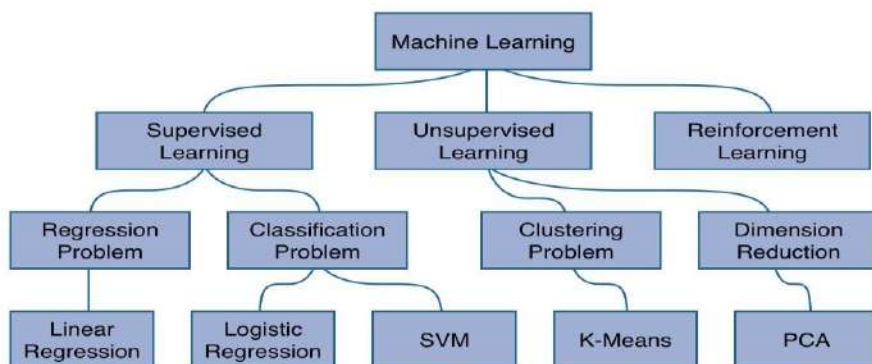 Machine Learning
Supervised
Learning
Unsupervised
Learning
Reinforcement
Learning
Regression
Problem
Classification
Problem
Clustering
Problem
Dimension
Reduction
Linear
Regression
Logistic
Regression
SVM
K-Means
PCA